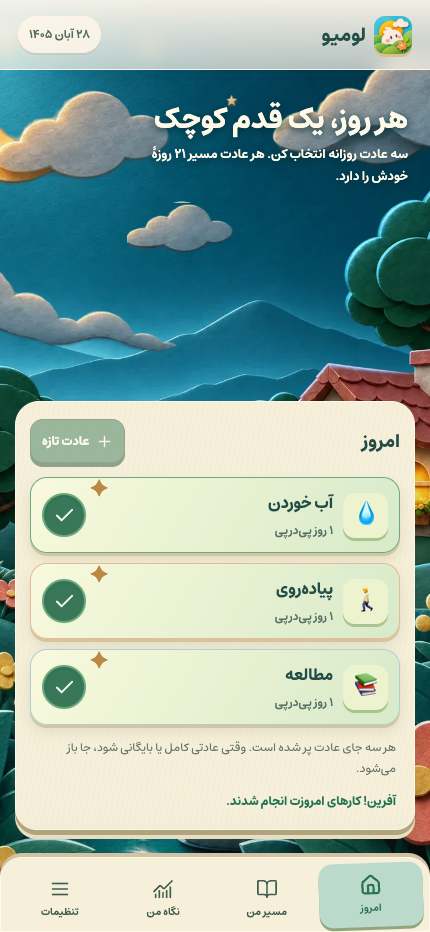 لومیو
۲۸ آبان ۱۴۰۵
هر روز، یک قدم کوچک
سه عادت روزانه انتخاب کن. هر عادت مسیر ۲۱ روزهٔ
خودش را دارد.
امروز
عادت تازه
آب خوردن
۱ روز پی‌درپی
پیاده‌روی
۱ روز پی‌درپی
مطالعه
۱ روز پی‌درپی
هر سه جای عادت پر شده است. وقتی عادتی کامل یا بایگانی شود، جا باز
می‌شود.
آفرین! کارهای امروزت انجام شدند.
امروز
مسیر من
نگاه من
تنظیمات